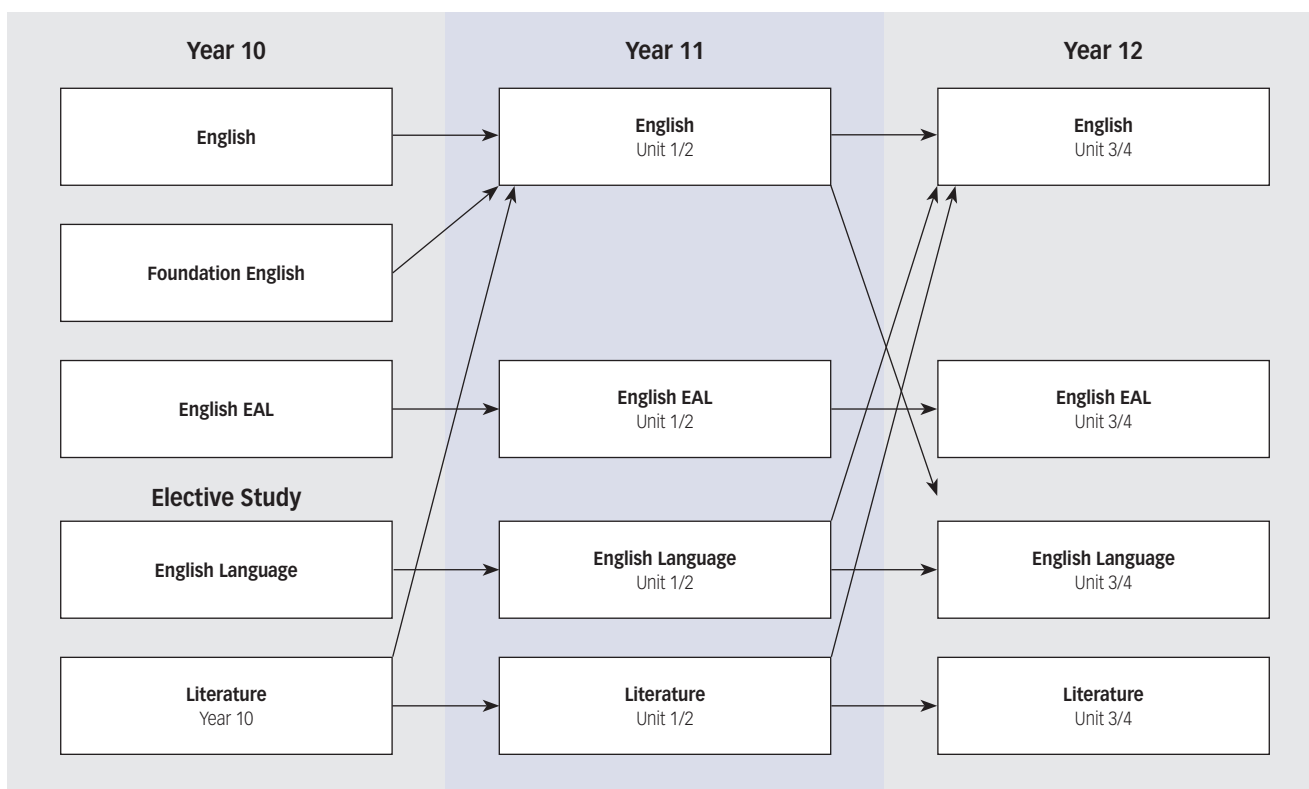 Year 10
English
Foundation English
English EAL
Elective Study
English Language
Literature
Year 10
Year 11
English
Unit 1/2
English EAL
Unit 1/2
English Language
Unit 1/2
Literature
Unit 1/2
Year 12
English
Unit 3/4
English EAL
Unit 3/4
English Language
Unit 3/4
Literature
Unit 3/4